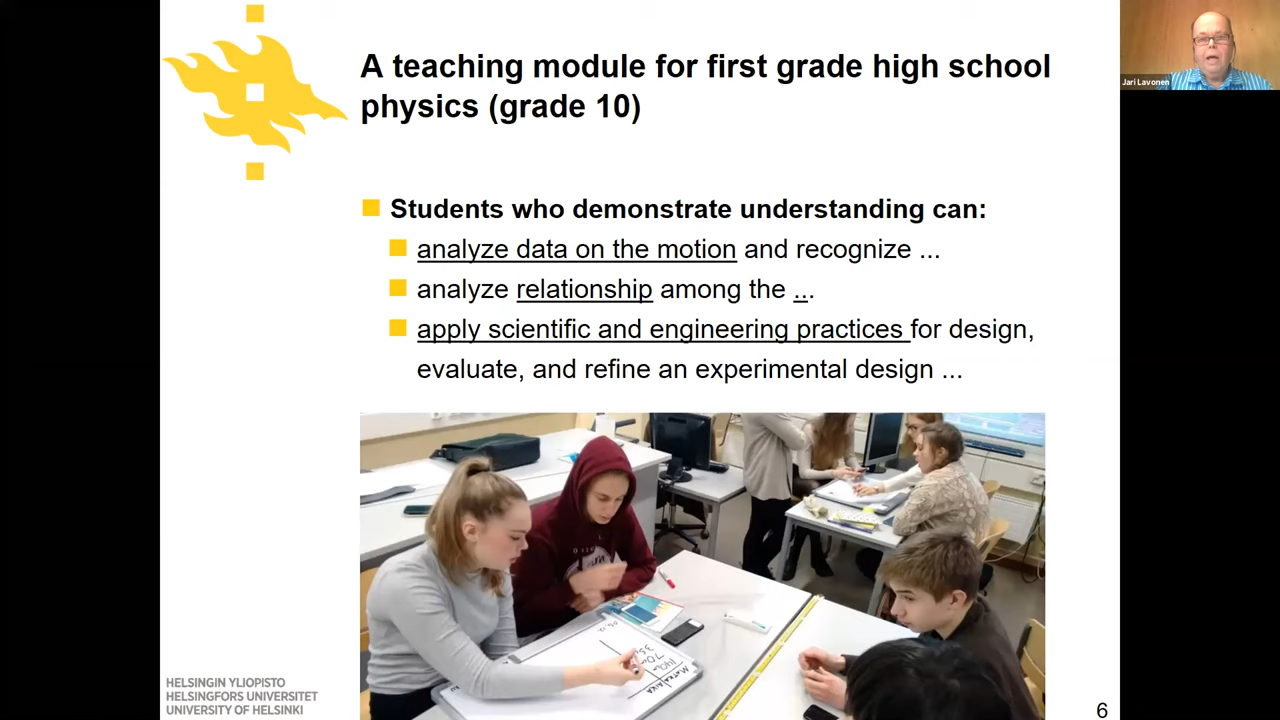 A teaching module for first grade high school
physics (grade 10)
Jari Lavonen
Students who demonstrate understanding can:
analyze data on the motion and recognize ...
analyze relationship among the ...
apply scientific and engineering practices for design,
evaluate, and refine an experimental design ...
HELSINGIN YLIOPISTO
HELSINGFORS UNIVERSITET
UNIVERSITY OF HELSINKI
6